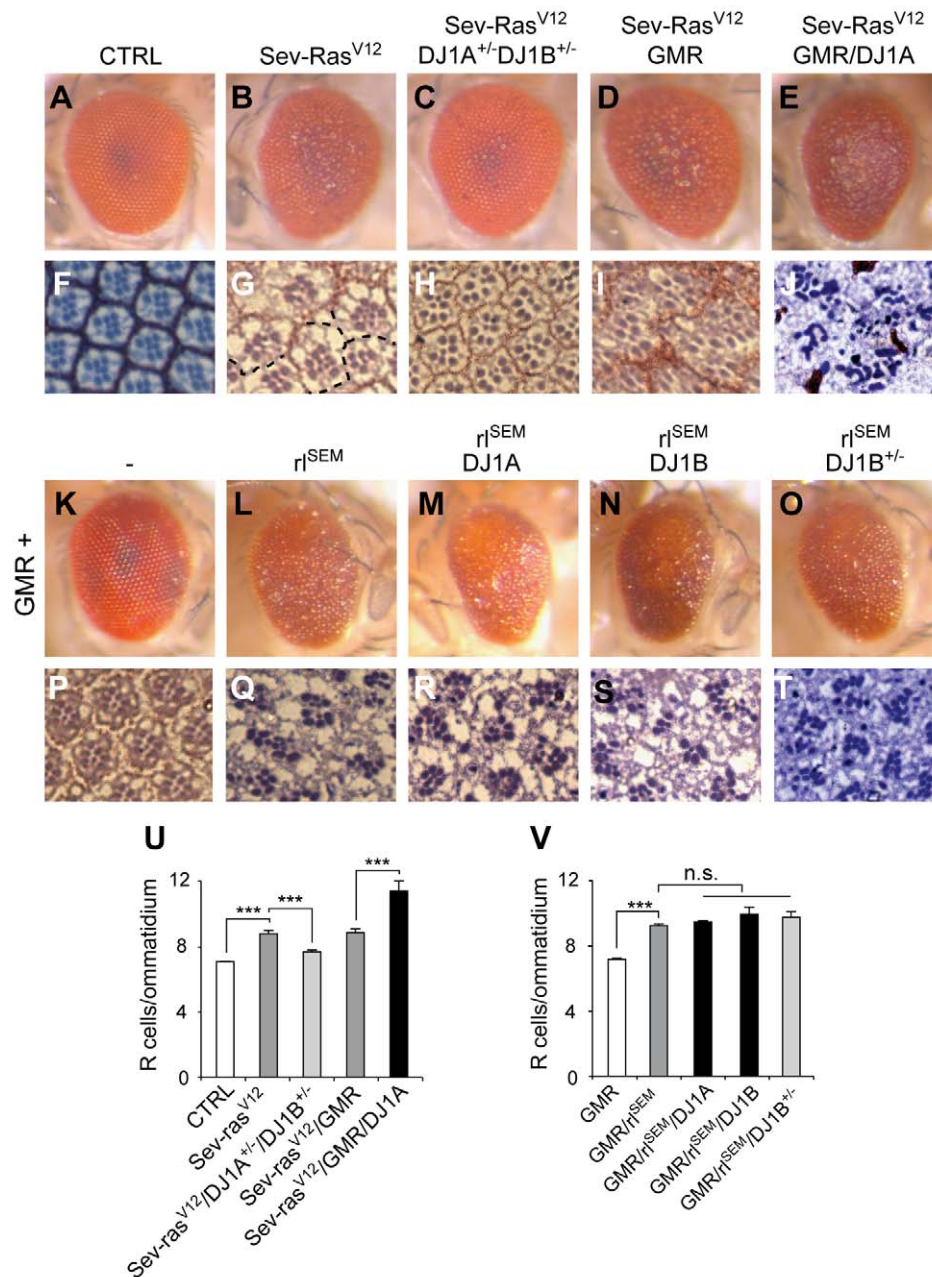 CTRL
Sev-Ras^V12
Sev-Ras^V12
DJ1A^+/- DJ1B^+/-
Sev-Ras^V12
GMR
Sev-Ras^V12
GMR/DJ1A
A
B
C
D
E
F
G
H
I
J
GMR +
-
rl^SEM
rl^SEM
DJ1A
rl^SEM
DJ1B
rl^SEM
DJ1B^+/-
K
L
M
N
O
P
Q
R
S
T
U
R cells/ommatidium
12
8
4
0
***
***
***
CTRL
Sev-ras^V12
Sev-ras^V12/DJ1A^+/-/DJ1B^+/-
Sev-ras^V12/GMR
Sev-ras^V12/GMR/DJ1A
V
R cells/ommatidium
12
8
4
0
***
n.s.
GMR
GMR/rl^SEM
GMR/rl^SEM/DJ1A
GMR/rl^SEM/DJ1B
GMR/rl^SEM/DJ1B^+/-